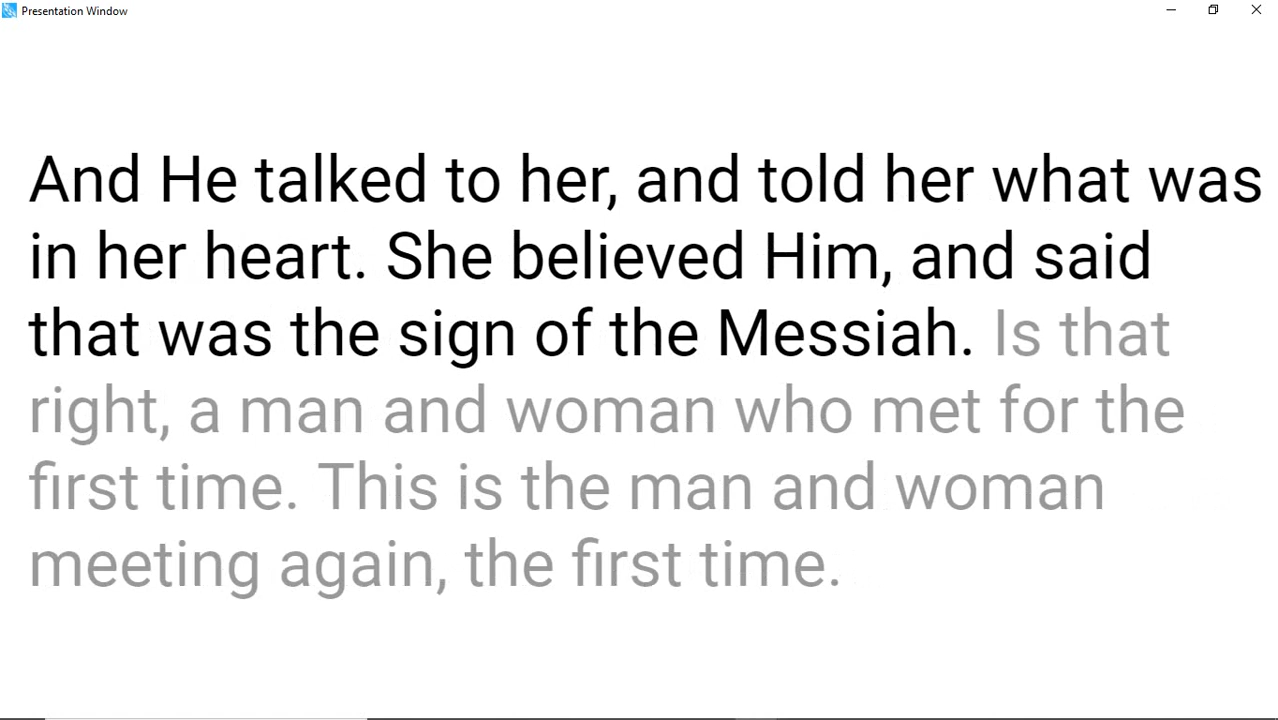 Presentation Window
And He talked to her, and told her what was
in her heart. She believed Him, and said
that was the sign of the Messiah. Is that
right, a man and woman who met for the
first time. This is the man and woman
meeting again, the first time.